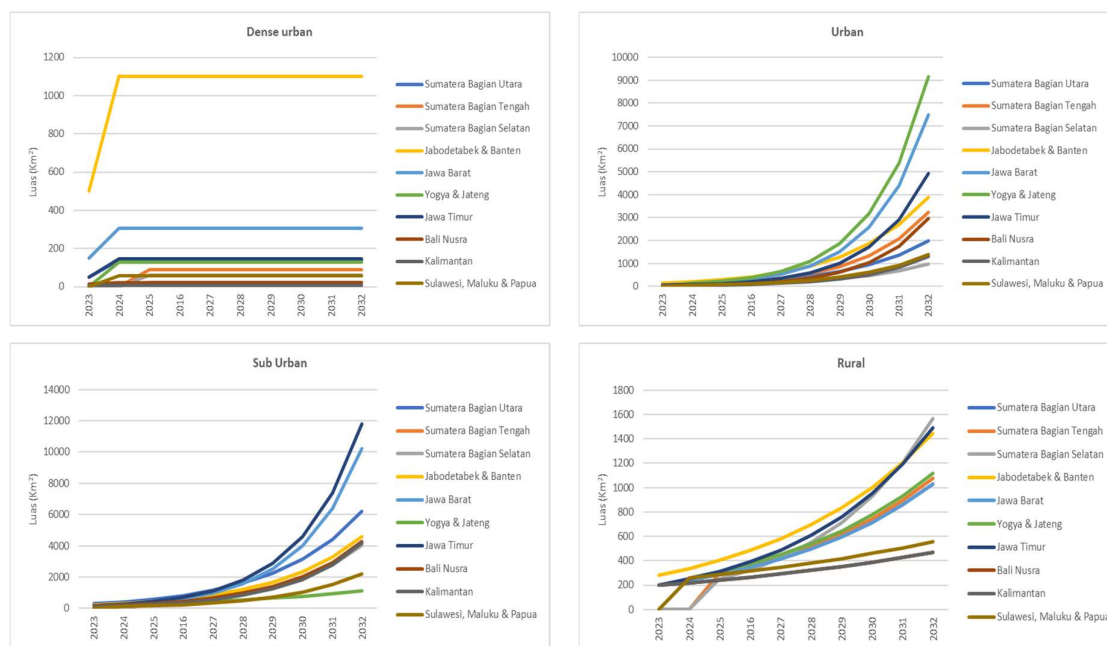 Dense urban
1200
1000
800
600
400
200
0
Luas (Km²)
2023
2024
2025
2026
2027
2028
2029
2030
2031
2032
Sumatera Bagian Utara
Sumatera Bagian Tengah
Sumatera Bagian Selatan
Jabodetabek & Banten
Jawa Barat
Yogya & Jateng
Jawa Timur
Bali Nusra
Kalimantan
Sulawesi, Maluku & Papua
Urban
10000
9000
8000
7000
6000
5000
4000
3000
2000
1000
0
Luas (Km²)
2023
2024
2025
2026
2027
2028
2029
2030
2031
2032
Sumatera Bagian Utara
Sumatera Bagian Tengah
Sumatera Bagian Selatan
Jabodetabek & Banten
Jawa Barat
Yogya & Jateng
Jawa Timur
Bali Nusra
Kalimantan
Sulawesi, Maluku & Papua
Sub Urban
14000
12000
10000
8000
6000
4000
2000
0
Luas (Km²)
2023
2024
2025
2026
2027
2028
2029
2030
2031
2032
Sumatera Bagian Utara
Sumatera Bagian Tengah
Sumatera Bagian Selatan
Jabodetabek & Banten
Jawa Barat
Yogya & Jateng
Jawa Timur
Bali Nusra
Kalimantan
Sulawesi, Maluku & Papua
Rural
1800
1600
1400
1200
1000
800
600
400
200
0
Luas (Km²)
2023
2024
2025
2026
2027
2028
2029
2030
2031
2032
Sumatera Bagian Utara
Sumatera Bagian Tengah
Sumatera Bagian Selatan
Jabodetabek & Banten
Jawa Barat
Yogya & Jateng
Jawa Timur
Bali Nusra
Kalimantan
Sulawesi, Maluku & Papua